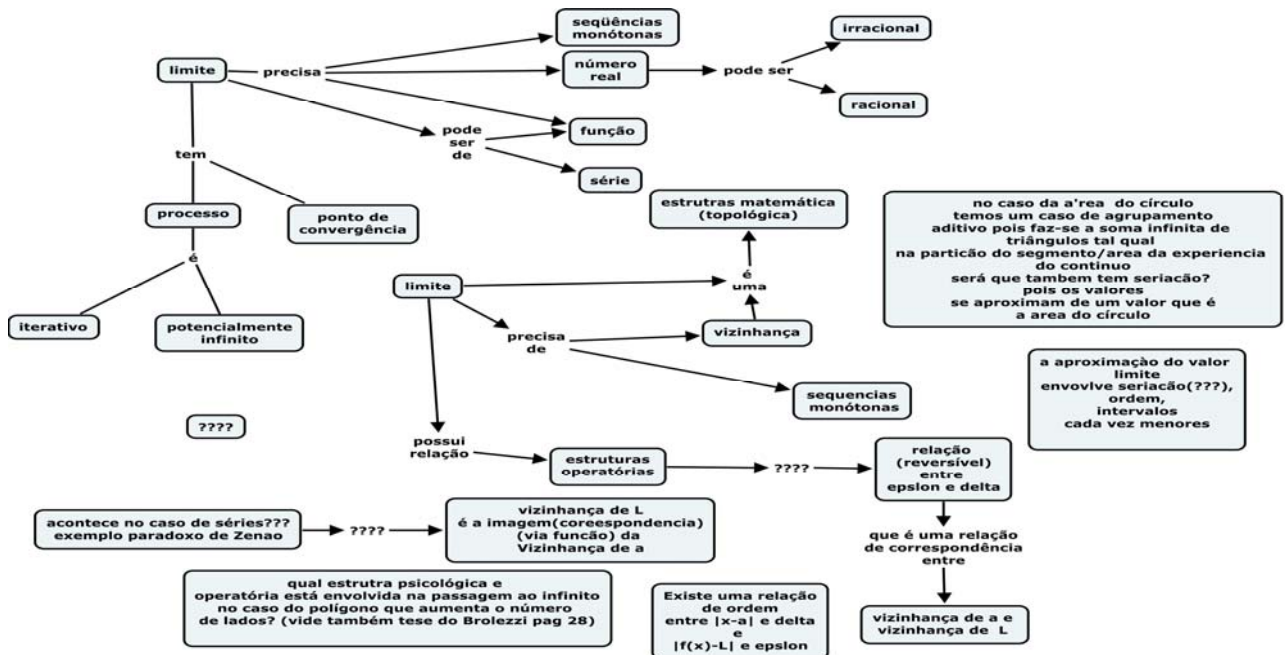 seqüências
monótonas
irracional
limite
precisa
número
real
pode ser
racional
pode
ser
de
função
série
tem
processo
ponto de
convergência
é
iterativo
potencialmente
infinito
estrutras matemática
(topológica)
é
uma
limite
vizinhança
precisa
de
sequencias
monótonas
no caso da a'rea do círculo
temos um caso de agrupamento
aditivo pois faz-se a soma infinita de
triângulos tal qual
na particão do segmento/area da experiencia
do continuo
será que tambem tem seriacão?
pois os valores
se aproximam de um valor que é
a area do círculo
a aproximaçào do valor
limite
envovlve seriacão(???),
ordem,
intervalos
cada vez menores
????
possui
relação
estruturas
operatórias
????
relação
(reversível)
entre
epslon e delta
acontece no caso de séries???
exemplo paradoxo de Zenao
????
vizinhança de L
é a imagem(coreespondencia)
(via funcão) da
Vizinhança de a
que é uma relação
de correspondência
entre
qual estrutra psicológica e
operatória está envolvida na passagem ao infinito
no caso do polígono que aumenta o número
de lados? (vide também tese do Brolezzi pag 28)
Existe uma relação
de ordem
entre |x-a| e delta
e
|f(x)-L| e epslon
vizinhança de a e
vizinhança de L